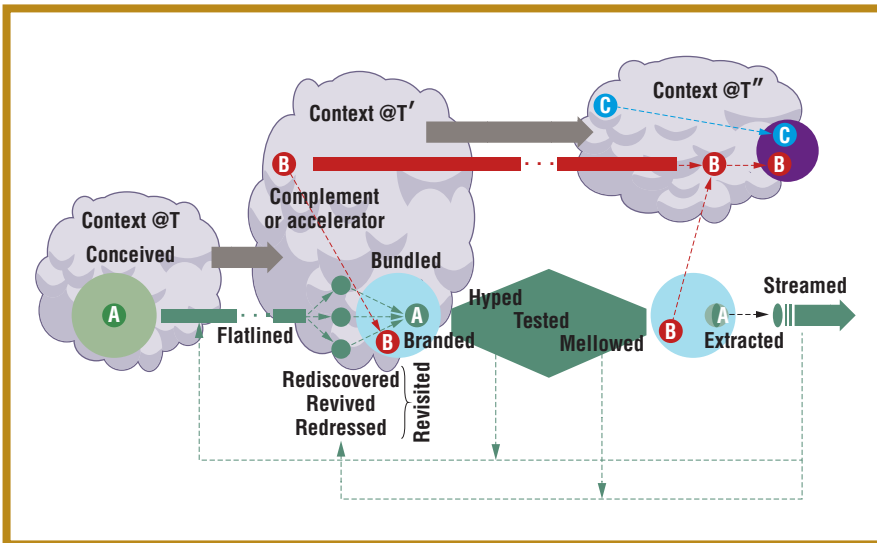 Context @T
Conceived
A
Flatlined
Context @T′
B
Complement
or accelerator
Bundled
A
B
Branded
Rediscovered
Revived
Redressed
Revisited
Hyped
Tested
Mellowed
Context @T″
C
C
B
B
B
A
Extracted
Streamed